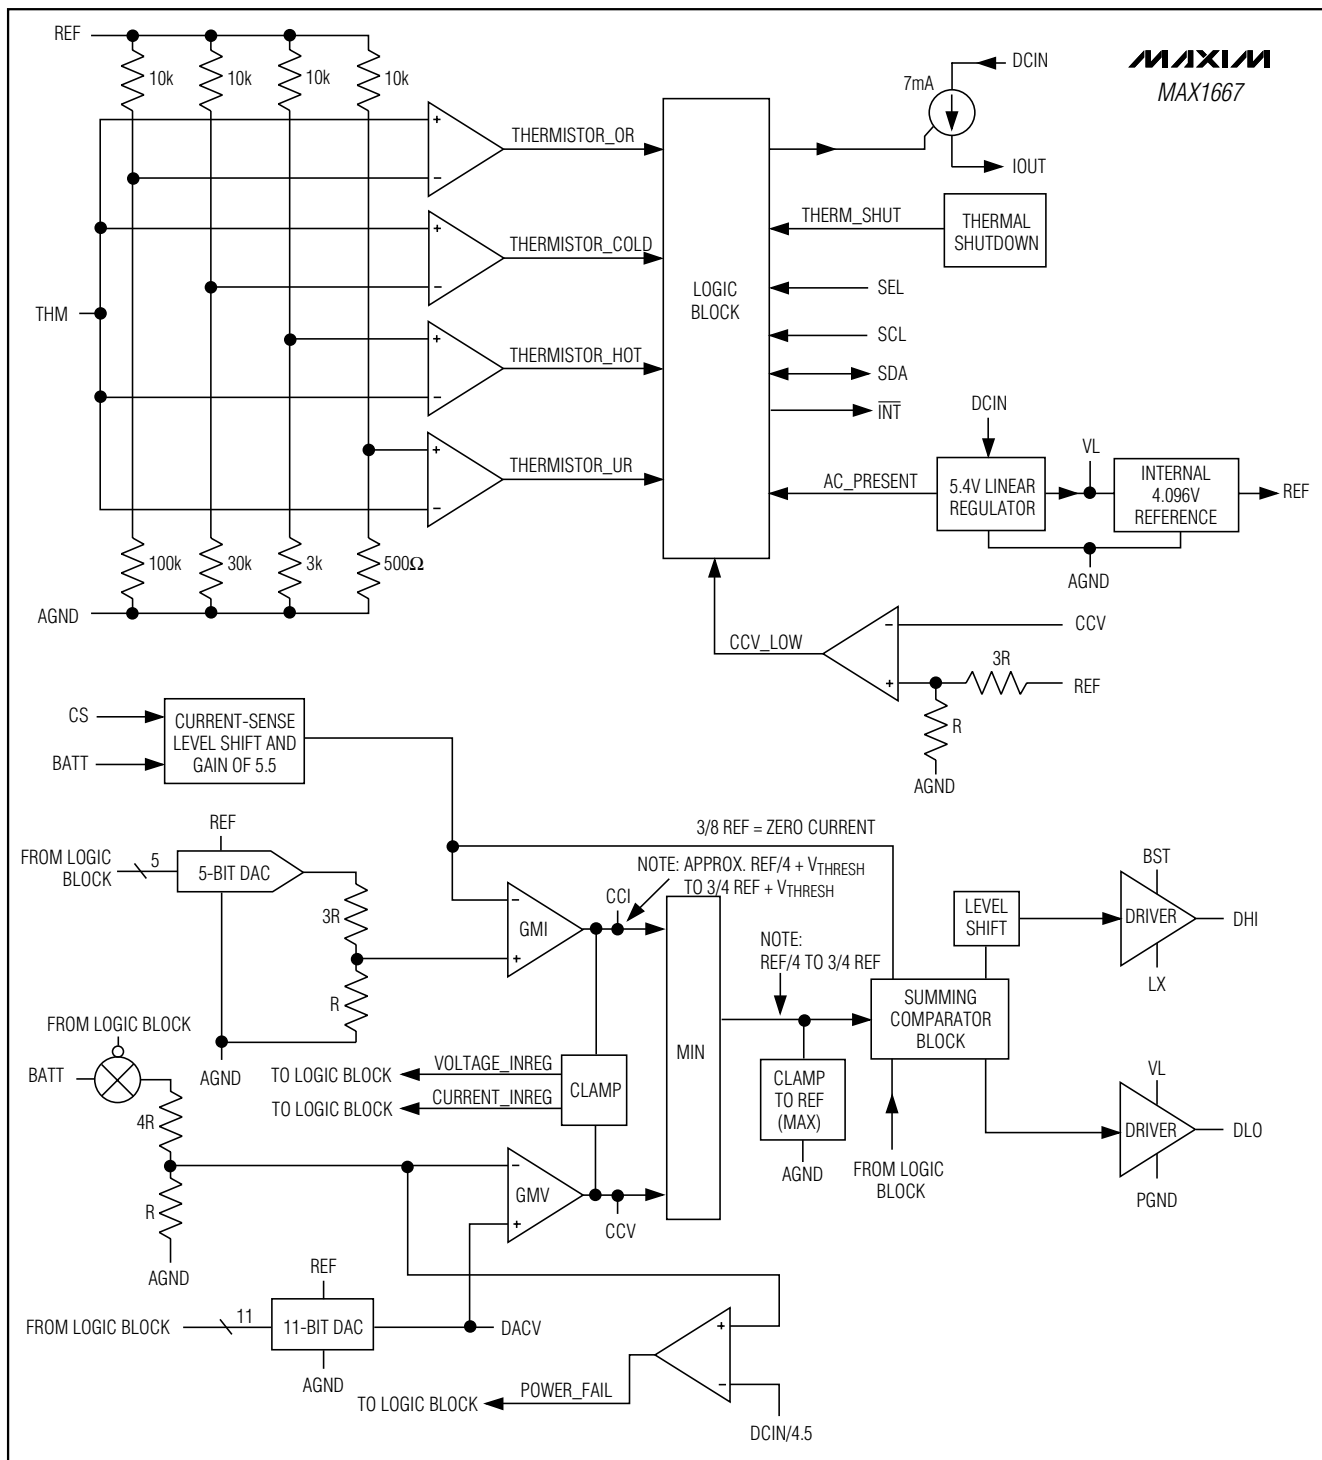 REF
10k
10k
10k
10k
THERMISTOR_OR
+
−
THERMISTOR_COLD
+
−
THM
THERMISTOR_HOT
+
−
THERMISTOR_UR
+
−
100k
30k
3k
500Ω
AGND
LOGIC
BLOCK
7mA
DCIN
IOUT
MAXIM
MAX1667
THERM_SHUT
THERMAL
SHUTDOWN
SEL
SCL
SDA
INT
DCIN
AC_PRESENT
5.4V LINEAR
REGULATOR
VL
INTERNAL
4.096V
REFERENCE
REF
AGND
CCV_LOW
−
+
CCV
3R
REF
R
AGND
CS
BATT
CURRENT-SENSE
LEVEL SHIFT AND
GAIN OF 5.5
3/8 REF = ZERO CURRENT
REF
FROM LOGIC
BLOCK
5
5-BIT DAC
3R
R
AGND
−
+
GMI
CCI
NOTE: APPROX. REF/4 + VTHRESH
TO 3/4 REF + VTHRESH
NOTE:
REF/4 TO 3/4 REF
MIN
LEVEL
SHIFT
BST
DRIVER
DHI
LX
SUMMING
COMPARATOR
BLOCK
FROM LOGIC BLOCK
BATT
4R
R
AGND
TO LOGIC BLOCK
VOLTAGE_INREG
TO LOGIC BLOCK
CURRENT_INREG
CLAMP
CLAMP
TO REF
(MAX)
AGND
FROM LOGIC
BLOCK
VL
DRIVER
DLO
PGND
−
+
GMV
CCV
REF
FROM LOGIC BLOCK
11
11-BIT DAC
DACV
AGND
TO LOGIC BLOCK
POWER_FAIL
+
−
DCIN/4.5